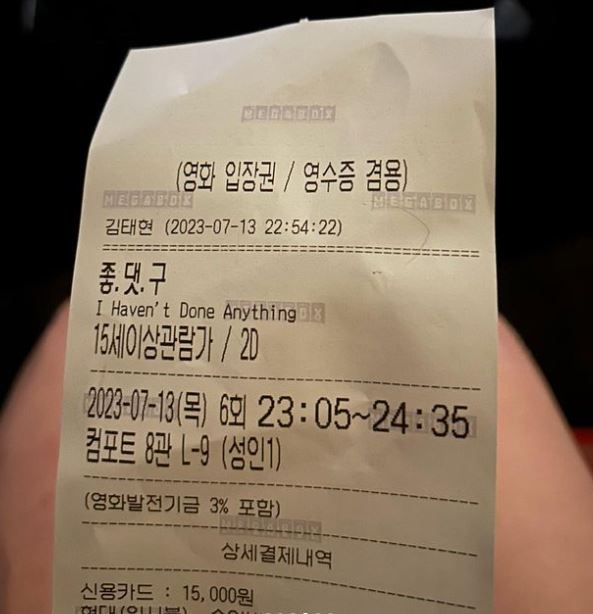 MEGABOX
(영화 입장권 / 영수증 겸용)
MEGABOX MEGABOX
김태현 (2023-07-13 22:54:22)
좋.댓.구
I Haven't Done Anything
15세이상관람가 / 2D
2023-07-13(목) 6회 23:05~24:35
컴포트 8관 L-9 (성인1)
(영화발전기금 3% 포함)
MEGABOX
상세결제내역
신용카드 : 15,000원